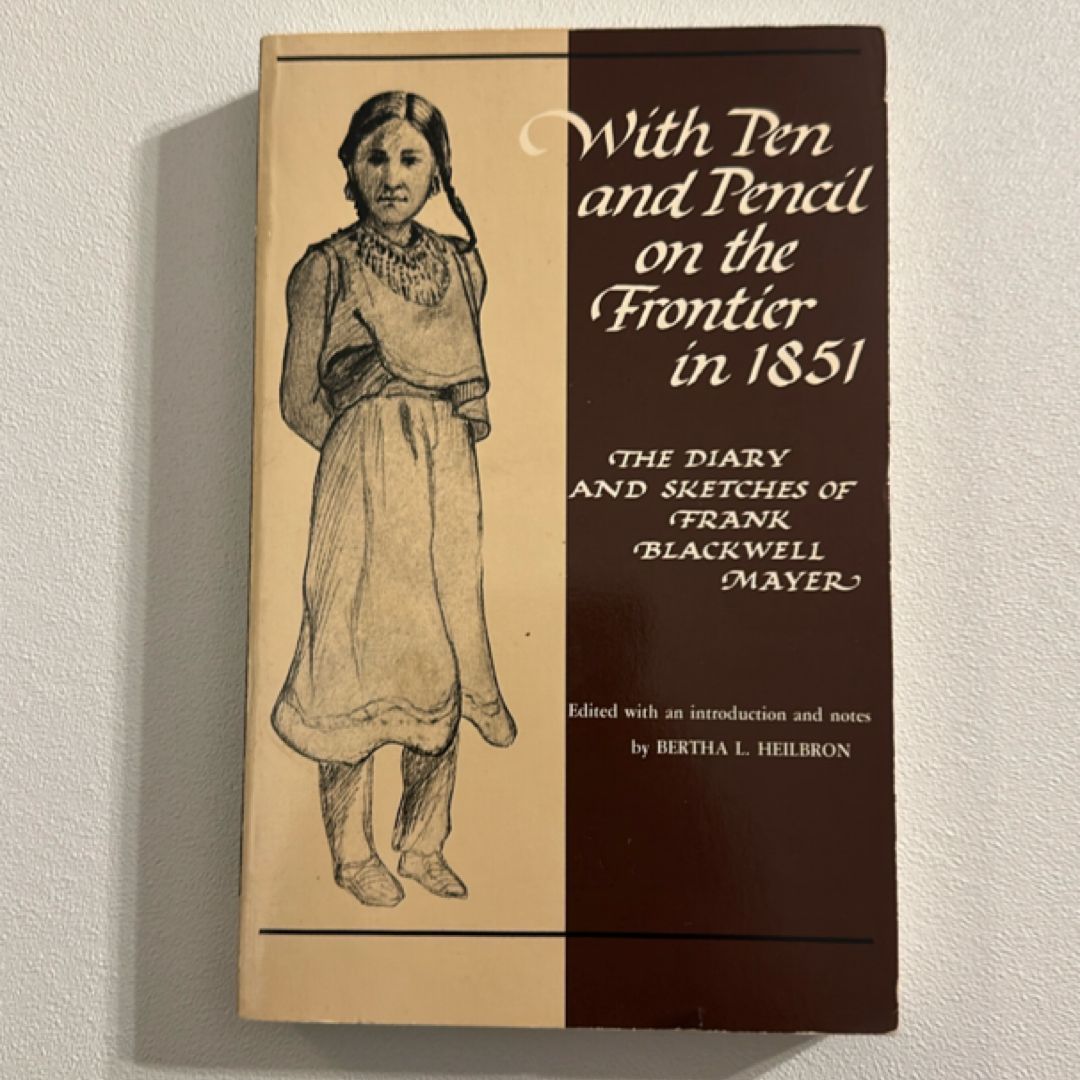 With Pen
and Pencil
on the
Frontier
in 1851
THE DIARY
AND SKETCHES OF
FRANK
BLACKWELL
MAYER
Edited with an introduction and notes
by BERTHA L. HEILBRON